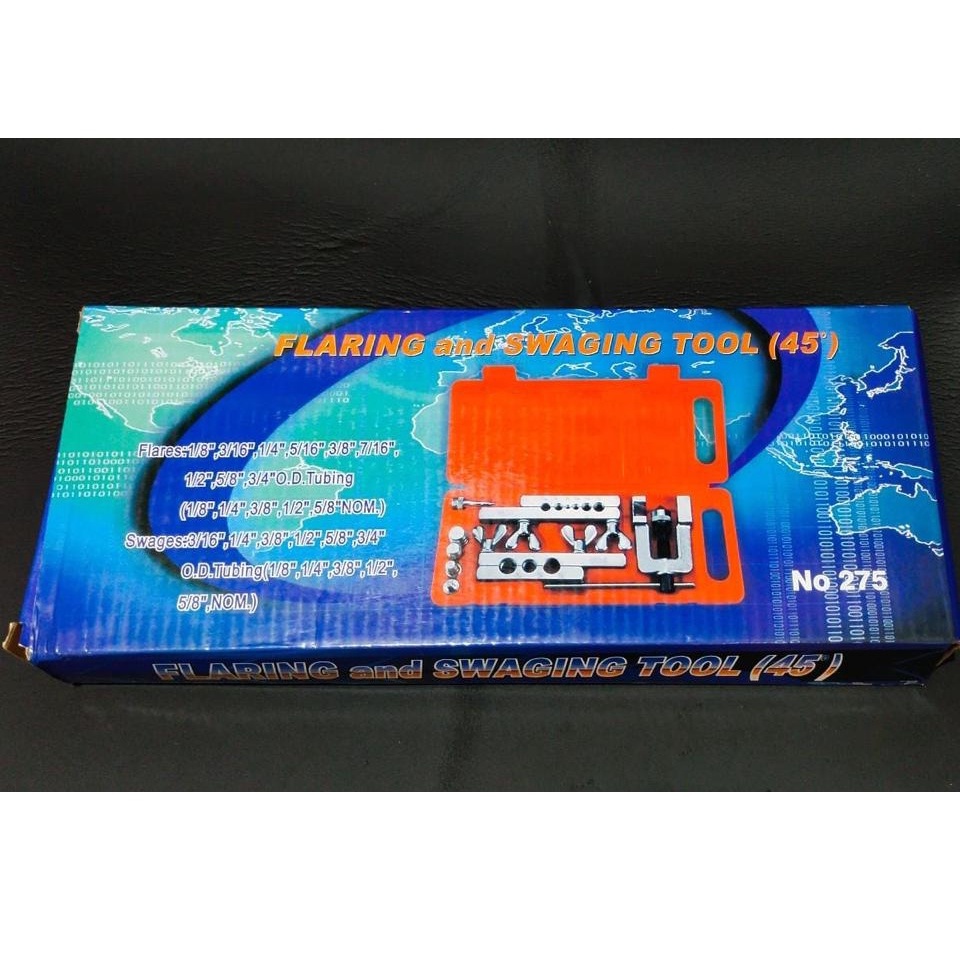 FLARING and SWAGING TOOL (45°)
Flares:1/8",3/16",1/4",5/16",3/8",7/16",
1/2",5/8",3/4"O.D.Tubing
(1/8",1/4",3/8",1/2",5/8"NOM.)
Swages:3/16",1/4",3/8",1/2",5/8",3/4"
O.D.Tubing(1/8",1/4",3/8",1/2",
5/8",NOM.)
No 275
FLARING and SWAGING TOOL (45°)